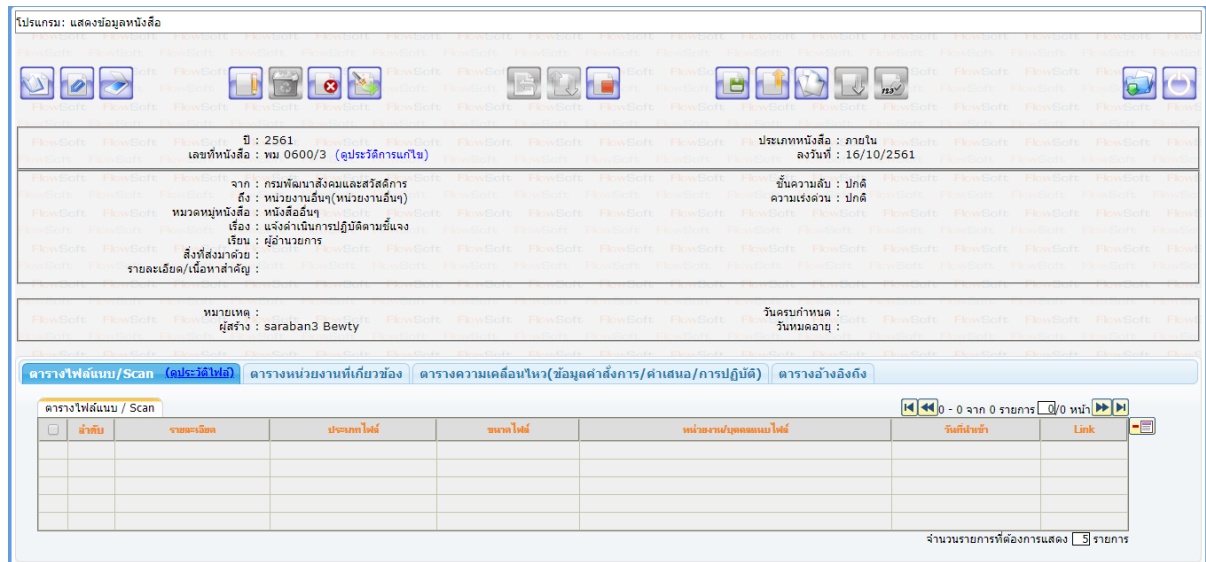 โปรแกรม: แสดงข้อมูลหนังสือ
ปี : 2561 ประเภทหนังสือ : ภายใน
เลขที่หนังสือ : พม 0600/3 (ดูประวัติการแก้ไข) ลงวันที่ : 16/10/2561
จาก : กรมพัฒนาสังคมและสวัสดิการ ชั้นความลับ : ปกติ
ถึง : หน่วยงานอื่นๆ(หน่วยงานอื่นๆ) ความเร่งด่วน : ปกติ
หมวดหมู่หนังสือ : หนังสืออื่นๆ
เรื่อง : แจ้งดำเนินการปฏิบัติตามชี้แจง
เรียน : ผู้อำนวยการ
สิ่งที่ส่งมาด้วย :
รายละเอียด/เนื้อหาสำคัญ :
หมายเหตุ : วันครบกำหนด :
ผู้สร้าง : saraban3 Bewty วันหมดอายุ :
ตารางไฟล์แนบ/Scan (ดูประวัติไฟล์) ตารางหน่วยงานที่เกี่ยวข้อง ตารางความเคลื่อนไหว(ข้อมูลคำสั่งการ/คำเสนอ/การปฏิบัติ) ตารางอ้างอิงถึง
ตารางไฟล์แนบ / Scan 0 - 0 จาก 0 รายการ 0/0 หน้า
ลำดับ รายละเอียด ประเภทไฟล์ ขนาดไฟล์ หน่วยงาน/บุคคลแนบไฟล์ วันที่นำเข้า Link
จำนวนรายการที่ต้องการแสดง 5 รายการ